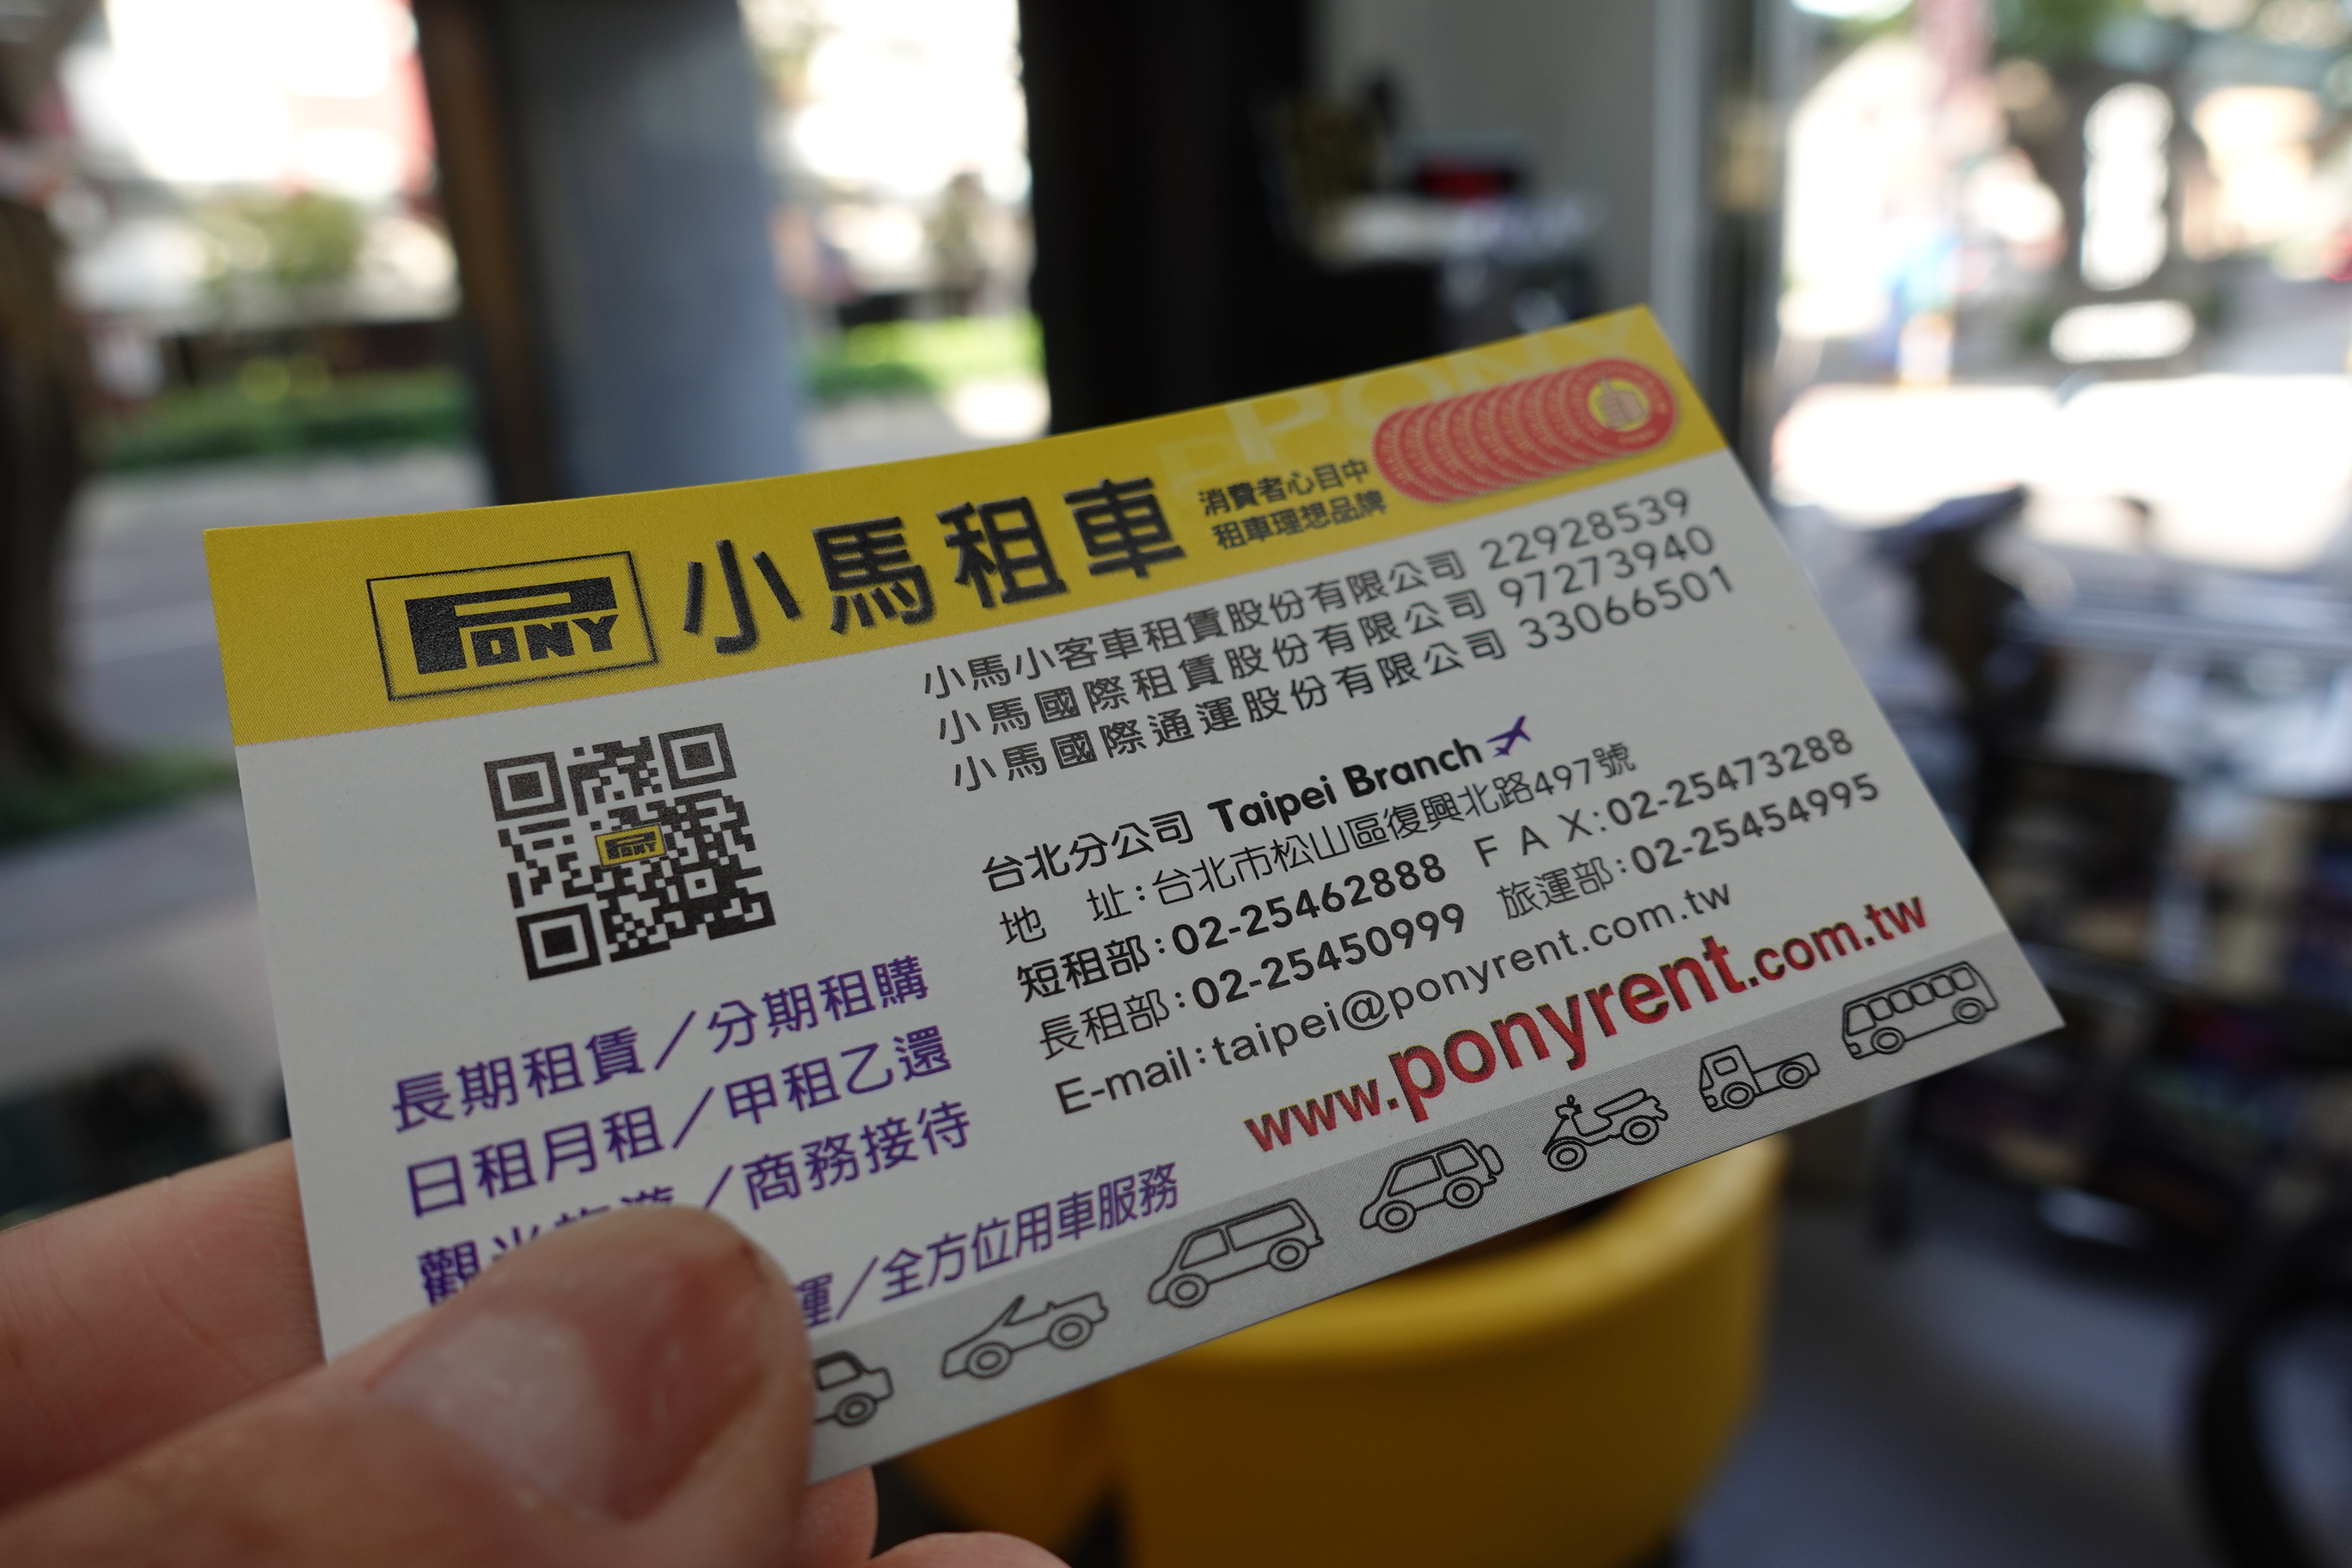 PONY 小馬租車 消費者心目中
租車理想品牌
PONY
小馬小客車租賃股份有限公司 22928539
小馬國際租賃股份有限公司 97273940
小馬國際通運股份有限公司 33066501
PONY
台北分公司 Taipei Branch
地 址:台北市松山區復興北路497號
短租部:02-25462888 F A X:02-25473288
長租部:02-25450999 旅運部:02-25454995
E-mail:taipei@ponyrent.com.tw
www.ponyrent.com.tw
長期租賃/分期租購
日租月租/甲租乙還
觀光旅遊/商務接待
運/全方位用車服務